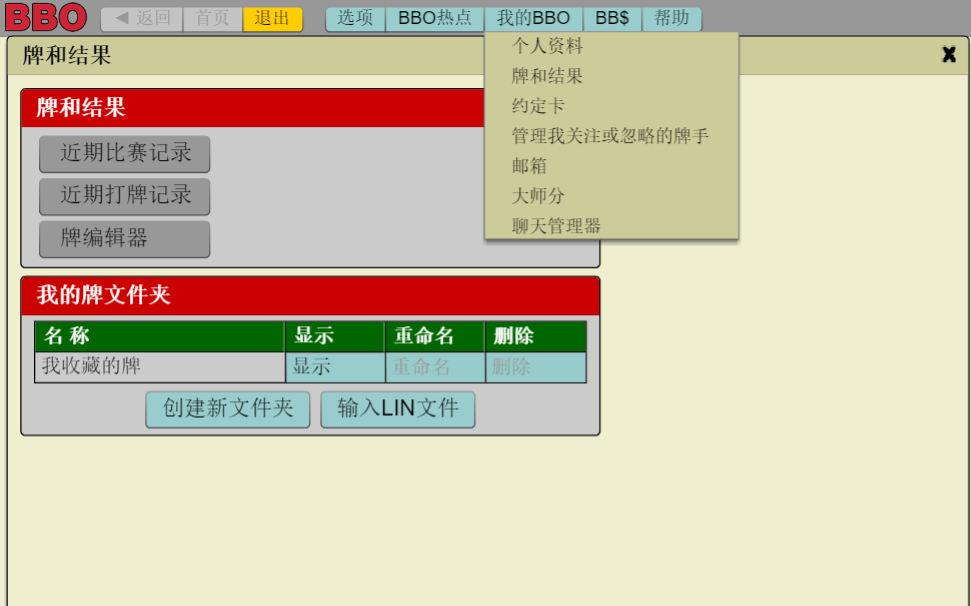 BBO ◀ 返回 首页 退出 选项 BBO热点 我的BBO BB$ 帮助
牌和结果 X
个人资料
牌和结果
约定卡
管理我关注或忽略的牌手
邮箱
大师分
聊天管理器
牌和结果
近期比赛记录
近期打牌记录
牌编辑器
我的牌文件夹
名 称 显示 重命名 删除
我收藏的牌 显示 重命名 删除
创建新文件夹 输入LIN文件